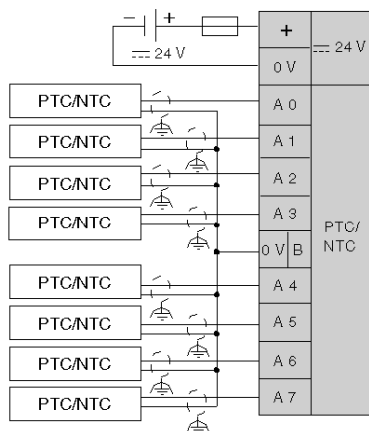 − +
⎓ 24 V
+
⎓ 24 V
0 V
PTC/NTC
A 0
PTC/NTC
A 1
PTC/NTC
A 2
PTC/NTC
A 3
PTC/
NTC
0 V B
PTC/NTC
A 4
PTC/NTC
A 5
PTC/NTC
A 6
PTC/NTC
A 7